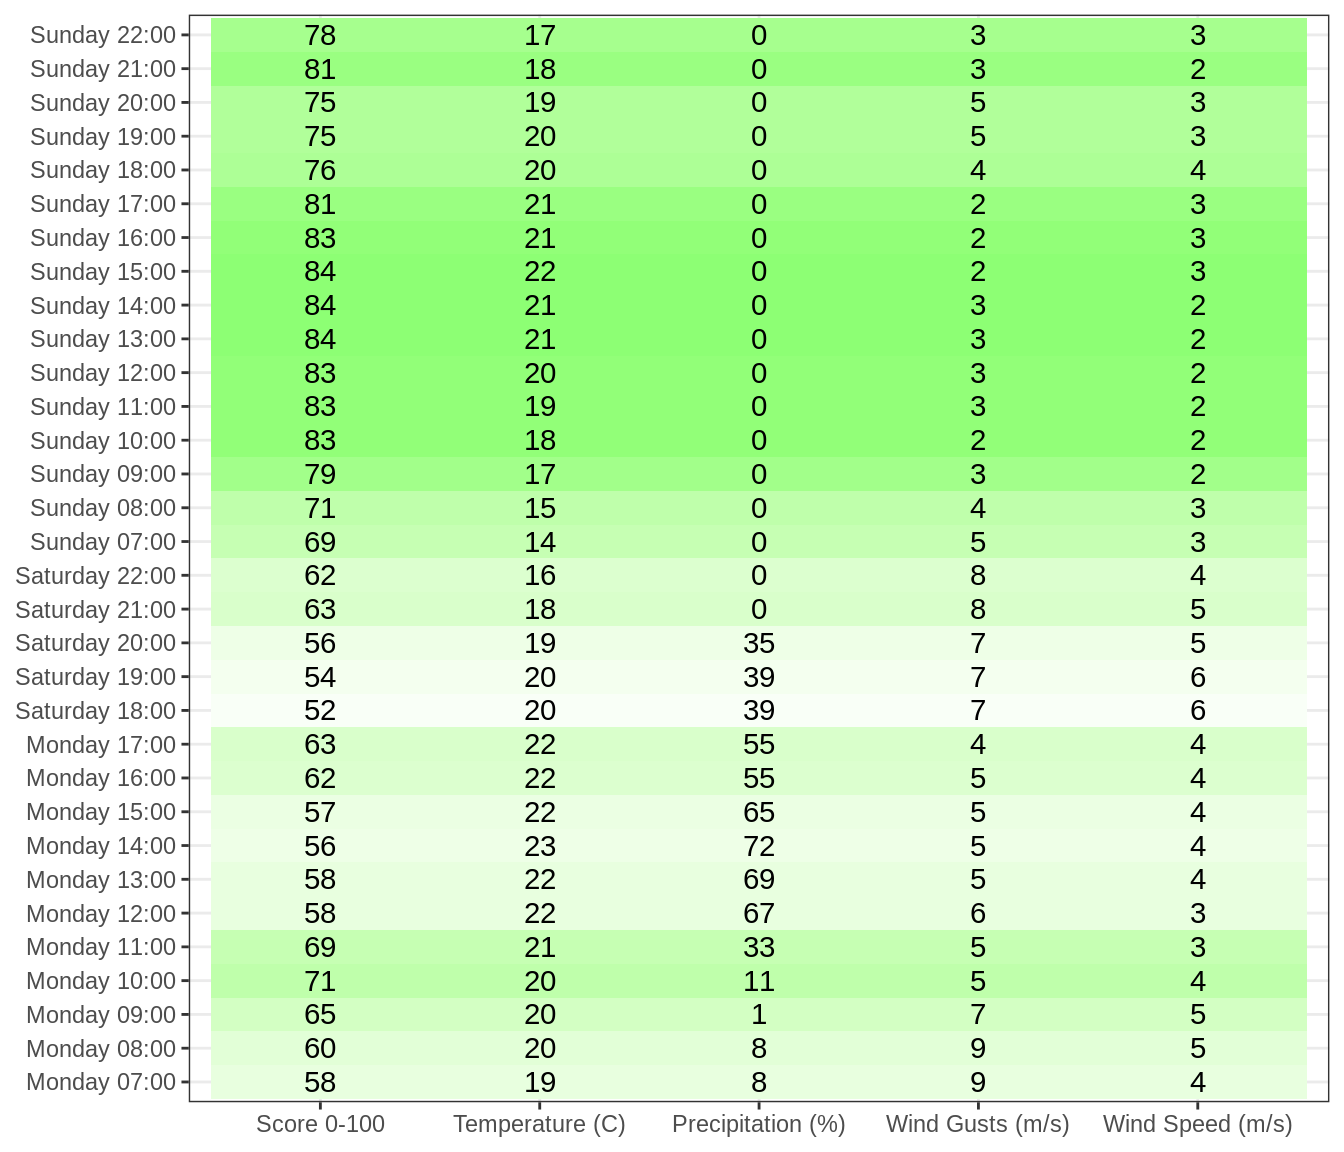 Sunday 22:00 78 17 0 3 3
Sunday 21:00 81 18 0 3 2
Sunday 20:00 75 19 0 5 3
Sunday 19:00 75 20 0 5 3
Sunday 18:00 76 20 0 4 4
Sunday 17:00 81 21 0 2 3
Sunday 16:00 83 21 0 2 3
Sunday 15:00 84 22 0 2 3
Sunday 14:00 84 21 0 3 2
Sunday 13:00 84 21 0 3 2
Sunday 12:00 83 20 0 3 2
Sunday 11:00 83 19 0 3 2
Sunday 10:00 83 18 0 2 2
Sunday 09:00 79 17 0 3 2
Sunday 08:00 71 15 0 4 3
Sunday 07:00 69 14 0 5 3
Saturday 22:00 62 16 0 8 4
Saturday 21:00 63 18 0 8 5
Saturday 20:00 56 19 35 7 5
Saturday 19:00 54 20 39 7 6
Saturday 18:00 52 20 39 7 6
Monday 17:00 63 22 55 4 4
Monday 16:00 62 22 55 5 4
Monday 15:00 57 22 65 5 4
Monday 14:00 56 23 72 5 4
Monday 13:00 58 22 69 5 4
Monday 12:00 58 22 67 6 3
Monday 11:00 69 21 33 5 3
Monday 10:00 71 20 11 5 4
Monday 09:00 65 20 1 7 5
Monday 08:00 60 20 8 9 5
Monday 07:00 58 19 8 9 4
Score 0-100 Temperature (C) Precipitation (%) Wind Gusts (m/s) Wind Speed (m/s)